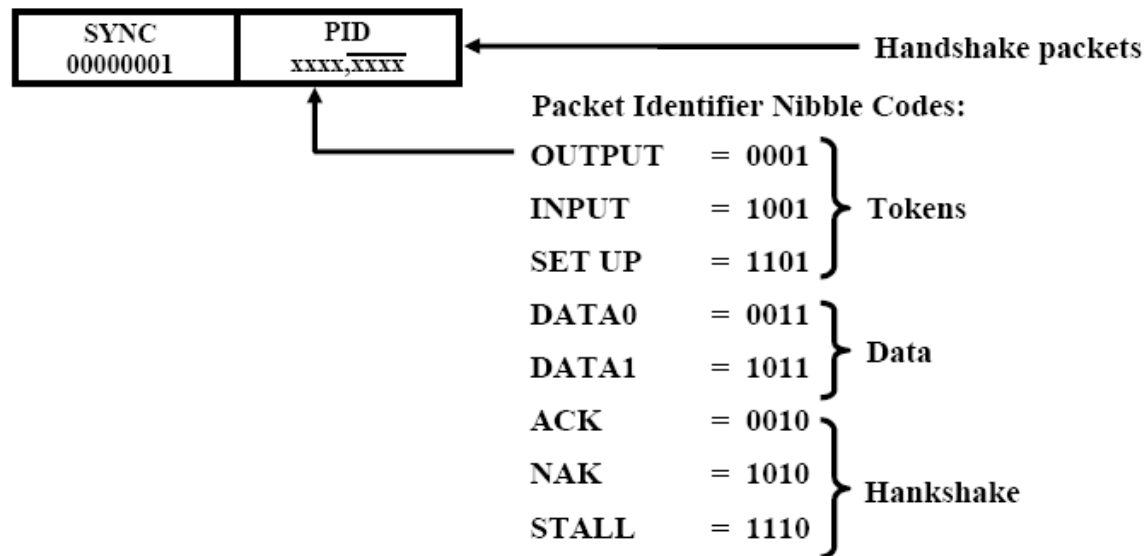 SYNC
00000001
PID
xxxx,x̅x̅x̅x̅
Handshake packets
Packet Identifier Nibble Codes:
OUTPUT = 0001
INPUT = 1001
SET UP = 1101
Tokens
DATA0 = 0011
DATA1 = 1011
Data
ACK = 0010
NAK = 1010
STALL = 1110
Hankshake